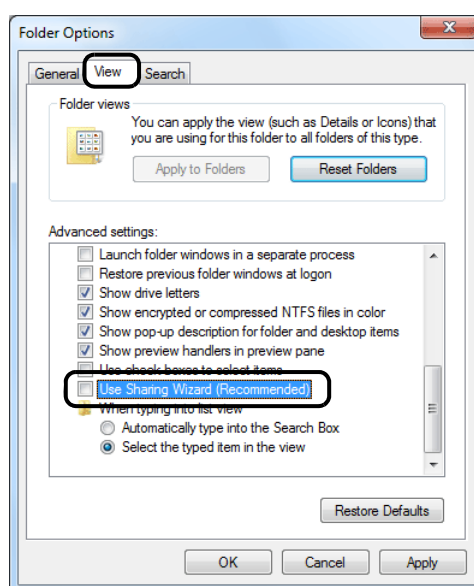 Folder Options
General View Search
Folder views
You can apply the view (such as Details or Icons) that
you are using for this folder to all folders of this type.
Apply to Folders Reset Folders
Advanced settings:
Launch folder windows in a separate process
Restore previous folder windows at logon
Show drive letters
Show encrypted or compressed NTFS files in color
Show pop-up description for folder and desktop items
Show preview handlers in preview pane
Use check boxes to select items
Use Sharing Wizard (Recommended)
When typing into list view
Automatically type into the Search Box
Select the typed item in the view
Restore Defaults
OK Cancel Apply